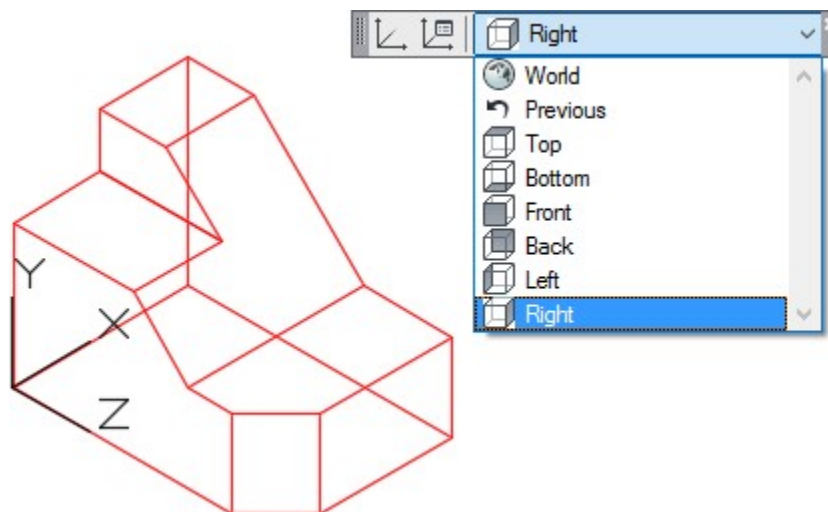 Right
World
Previous
Top
Bottom
Front
Back
Left
Right
Y
X
Z